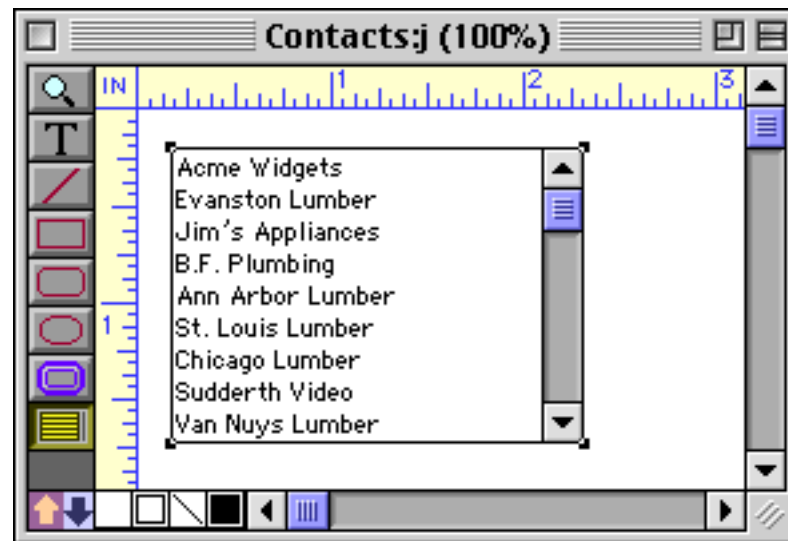 Contacts:j (100%)
IN 1 2 3
T
1
Acme Widgets
Evanston Lumber
Jim's Appliances
B.F. Plumbing
Ann Arbor Lumber
St. Louis Lumber
Chicago Lumber
Sudderth Video
Van Nuys Lumber